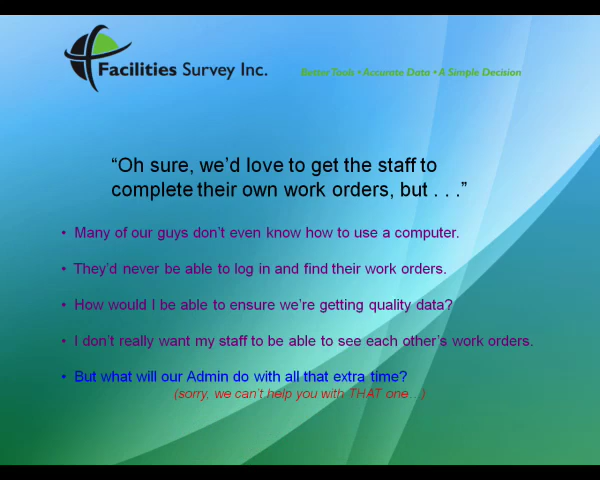 Facilities Survey Inc.
Better Tools • Accurate Data • A Simple Decision
“Oh sure, we’d love to get the staff to
complete their own work orders, but . . .”
• Many of our guys don’t even know how to use a computer.
• They’d never be able to log in and find their work orders.
• How would I be able to ensure we’re getting quality data?
• I don’t really want my staff to be able to see each other’s work orders.
• But what will our Admin do with all that extra time?
(sorry, we can’t help you with THAT one…)